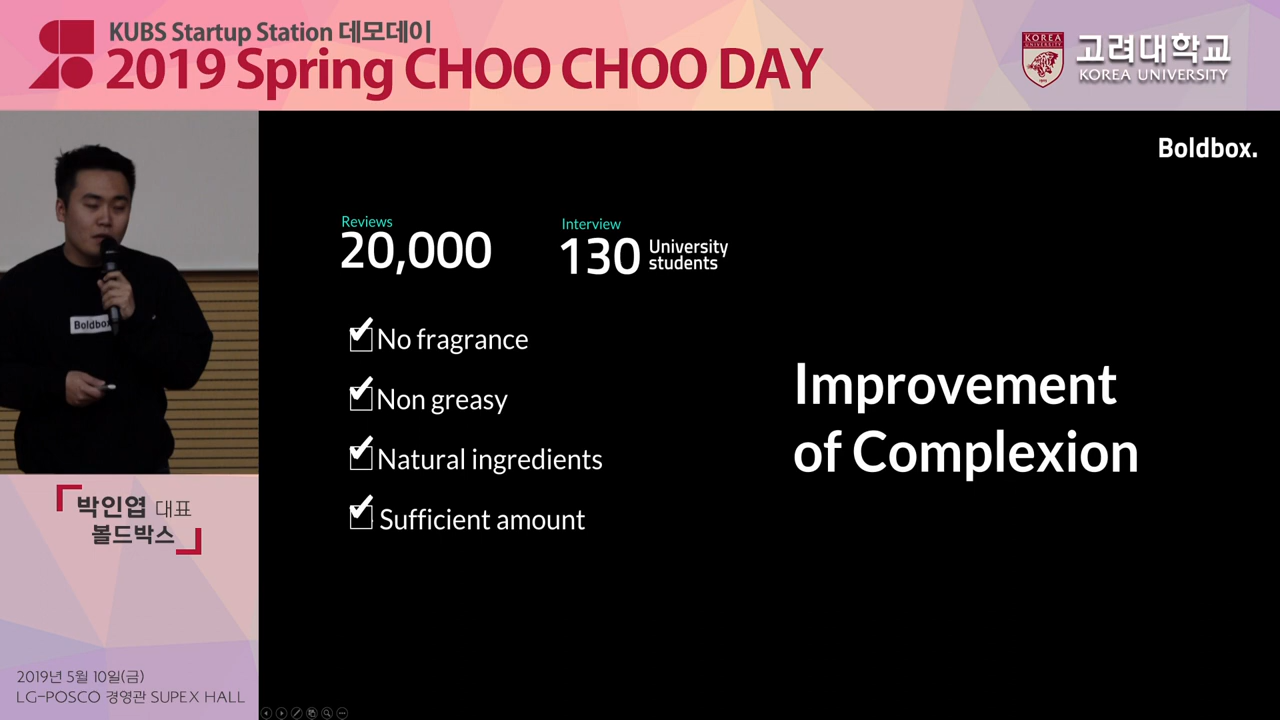 KUBS Startup Station 데모데이
2019 Spring CHOO CHOO DAY
KOREA
UNIVERSITY
1905
고려대학교
KOREA UNIVERSITY
Boldbox.
Reviews
20,000
Interview
130 University students
No fragrance
Non greasy
Natural ingredients
Sufficient amount
Improvement
of Complexion
Boldbox
박인엽 대표
볼드박스
2019년 5월 10일(금)
LG-POSCO 경영관 SUPEX HALL